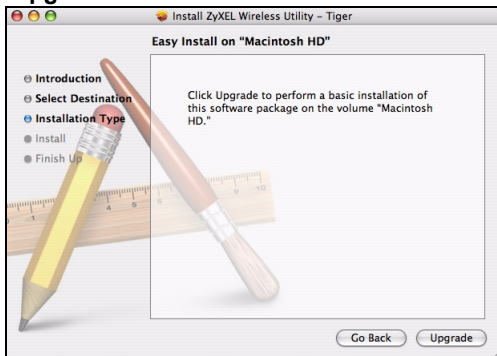 Install ZyXEL Wireless Utility – Tiger
Easy Install on "Macintosh HD"
Introduction
Select Destination
Installation Type
Install
Finish Up
Click Upgrade to perform a basic installation of
this software package on the volume "Macintosh
HD."
Go Back
Upgrade